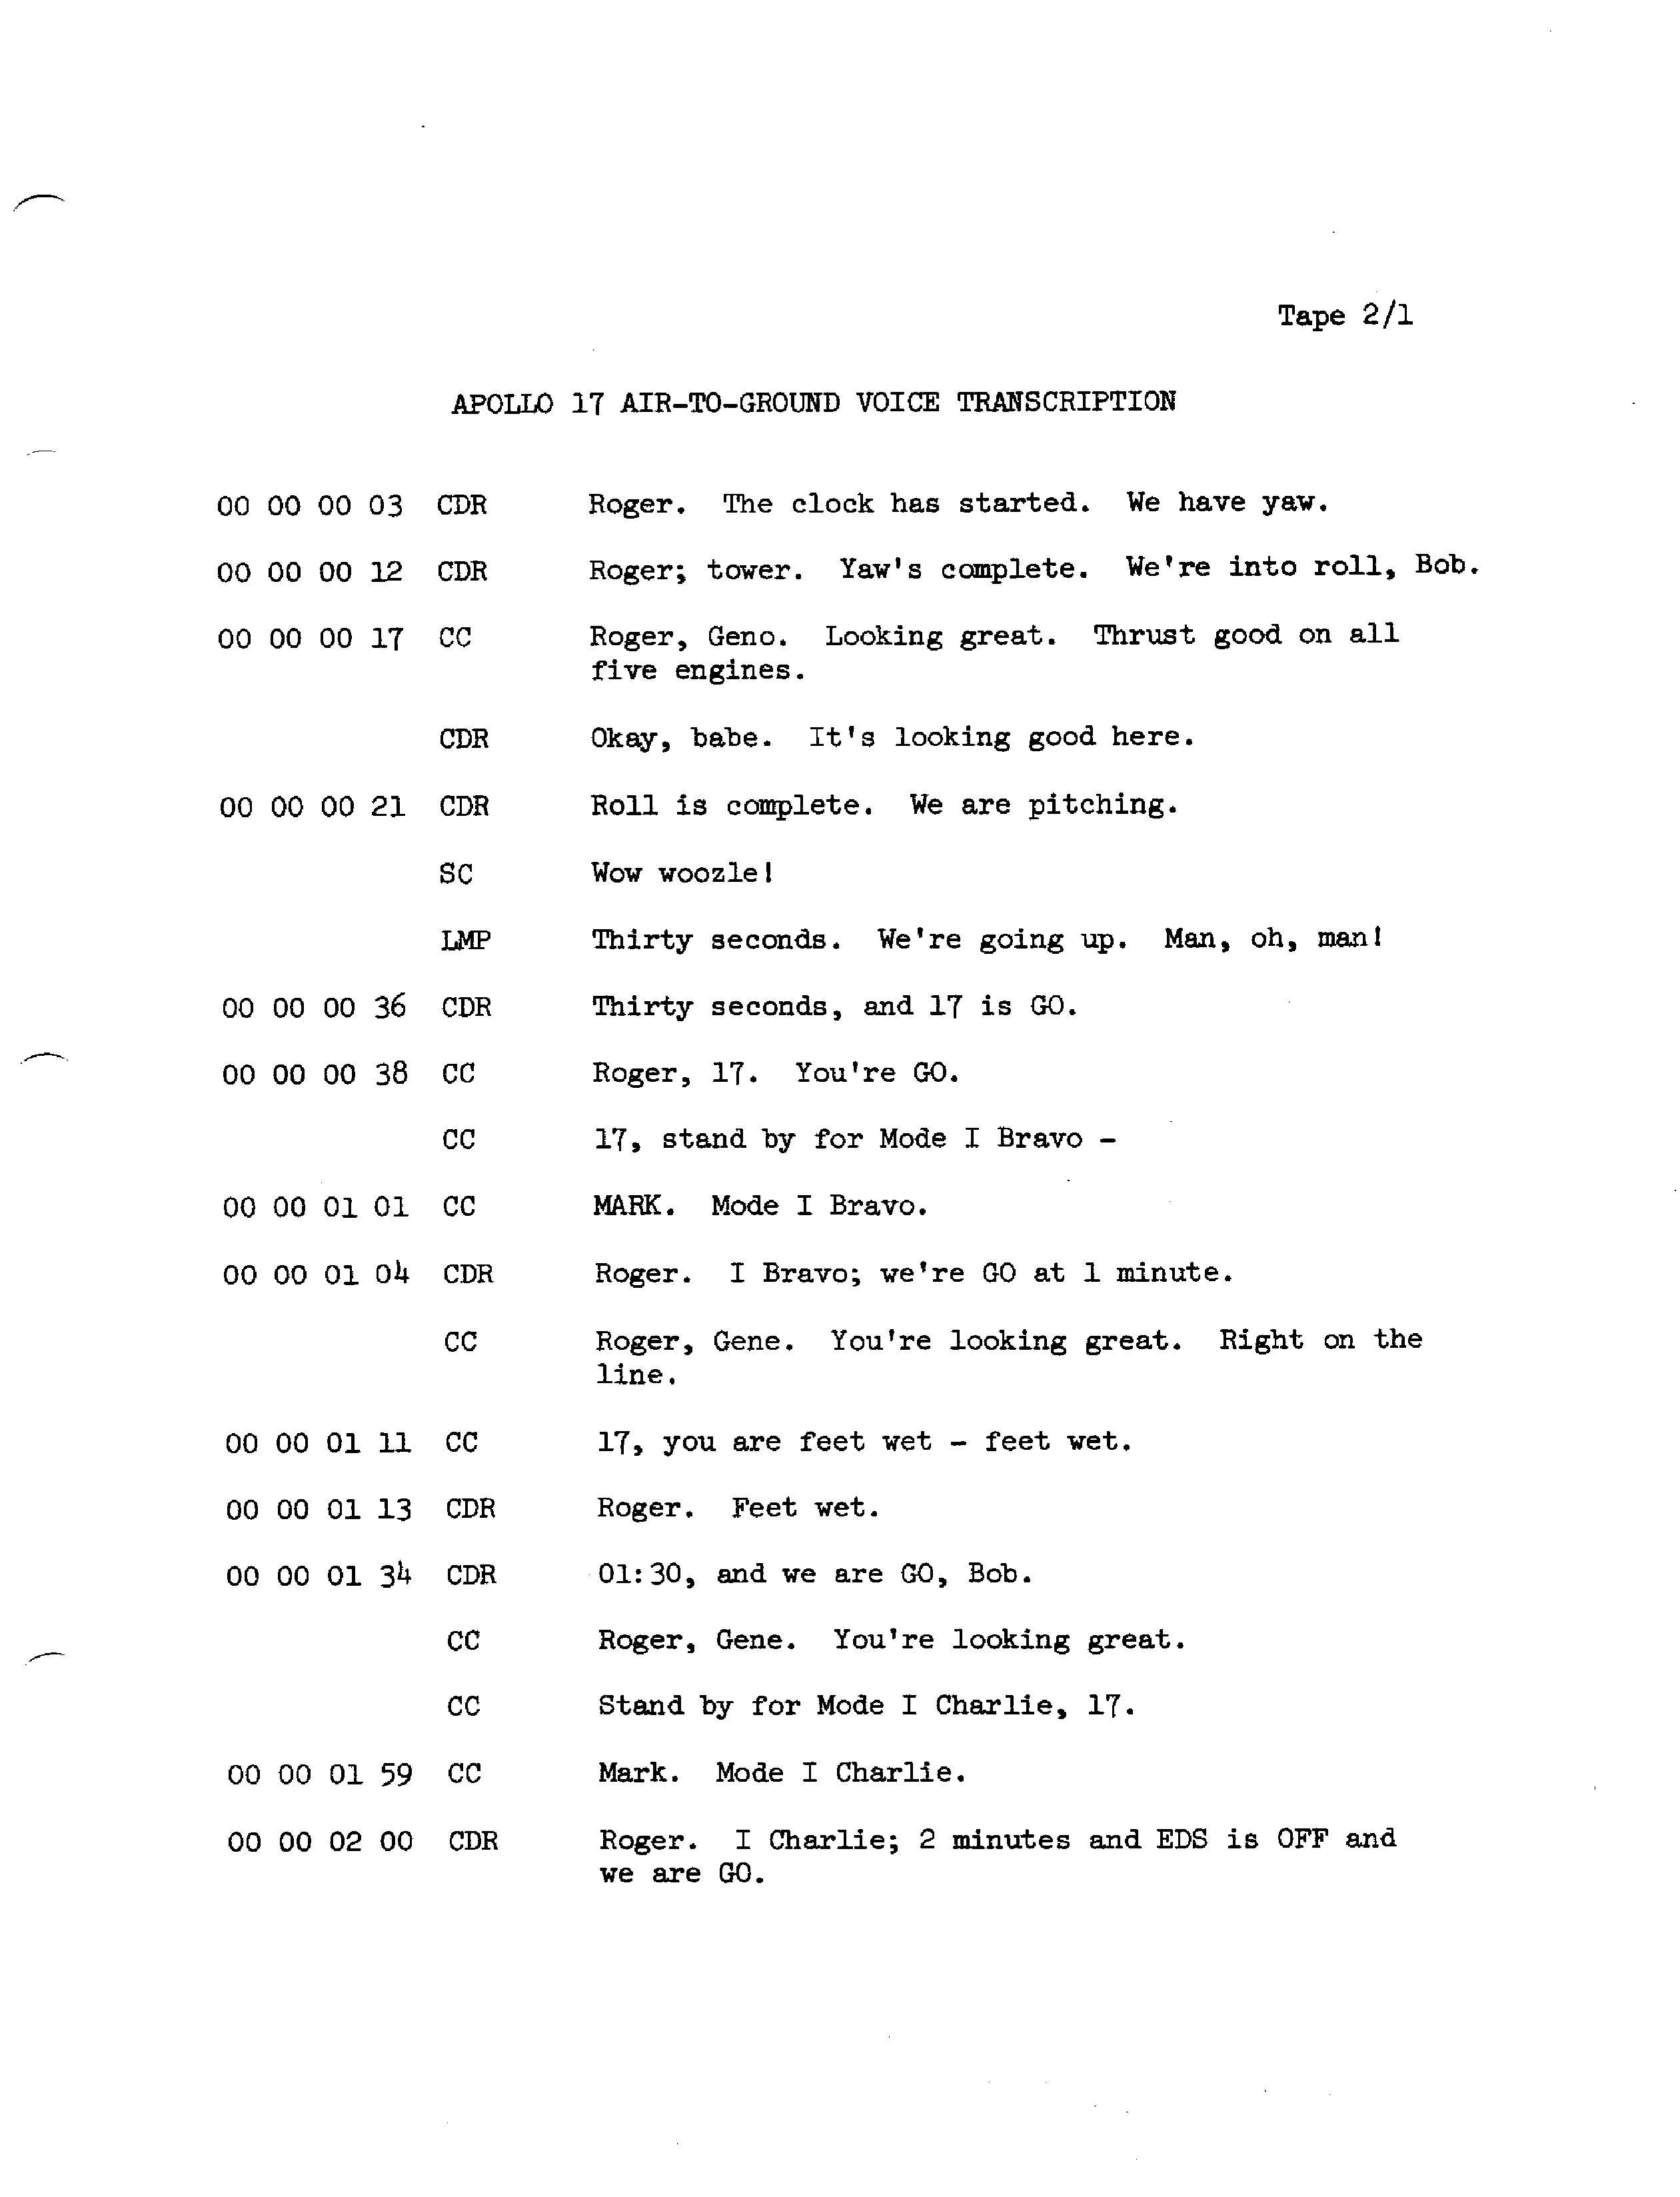 Tape 2/1
APOLLO 17 AIR-TO-GROUND VOICE TRANSCRIPTION
00 00 00 03 CDR Roger. The clock has started. We have yaw.
00 00 00 12 CDR Roger; tower. Yaw's complete. We're into roll, Bob.
00 00 00 17 CC Roger, Geno. Looking great. Thrust good on all
five engines.
CDR Okay, babe. It's looking good here.
00 00 00 21 CDR Roll is complete. We are pitching.
SC Wow woozle!
LMP Thirty seconds. We're going up. Man, oh, man!
00 00 00 36 CDR Thirty seconds, and 17 is GO.
00 00 00 38 CC Roger, 17. You're GO.
CC 17, stand by for Mode I Bravo -
00 00 01 01 CC MARK. Mode I Bravo.
00 00 01 04 CDR Roger. I Bravo; we're GO at 1 minute.
CC Roger, Gene. You're looking great. Right on the
line.
00 00 01 11 CC 17, you are feet wet - feet wet.
00 00 01 13 CDR Roger. Feet wet.
00 00 01 34 CDR 01:30, and we are GO, Bob.
CC Roger, Gene. You're looking great.
CC Stand by for Mode I Charlie, 17.
00 00 01 59 CC Mark. Mode I Charlie.
00 00 02 00 CDR Roger. I Charlie; 2 minutes and EDS is OFF and
we are GO.